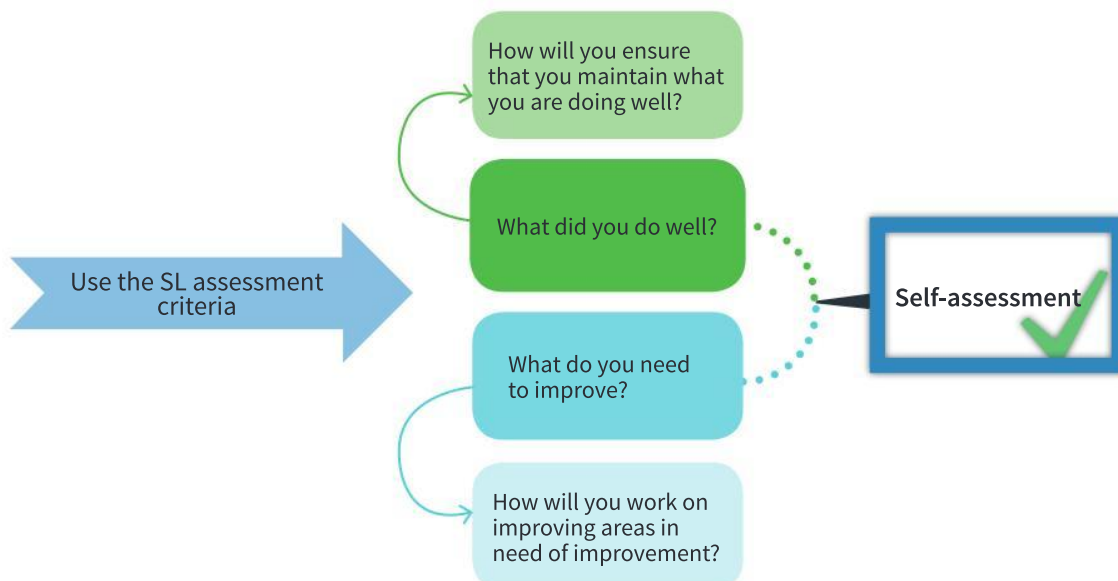 Use the SL assessment
criteria
How will you ensure
that you maintain what
you are doing well?
What did you do well?
What do you need
to improve?
How will you work on
improving areas in
need of improvement?
Self-assessment